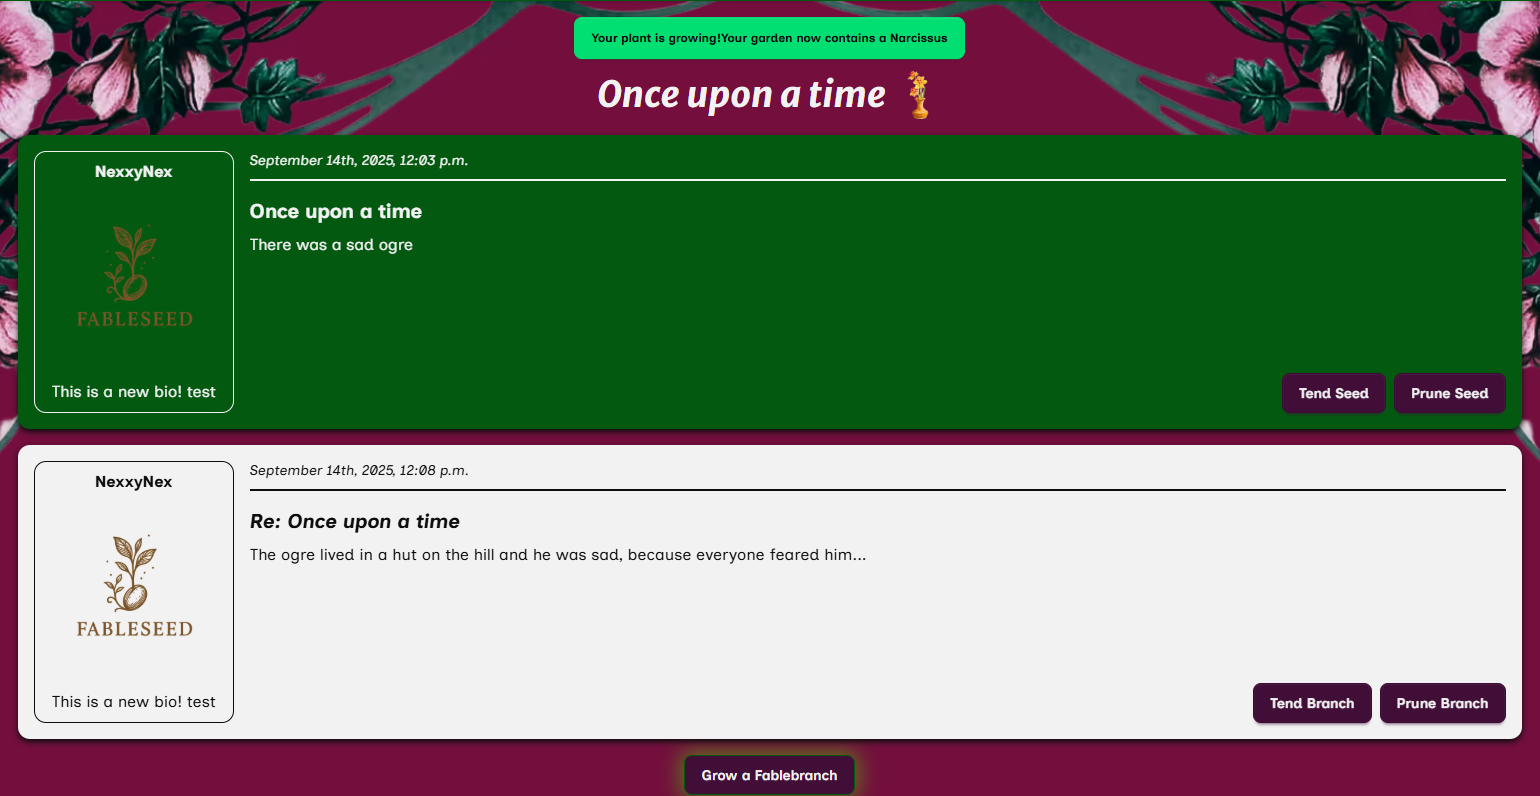 Your plant is growing!Your garden now contains a Narcissus
Once upon a time
NexxyNex
September 14th, 2025, 12:03 p.m.
Once upon a time
There was a sad ogre
FABLESEED
This is a new bio! test
Tend Seed
Prune Seed
NexxyNex
September 14th, 2025, 12:08 p.m.
Re: Once upon a time
The ogre lived in a hut on the hill and he was sad, because everyone feared him...
FABLESEED
This is a new bio! test
Tend Branch
Prune Branch
Grow a Fablebranch